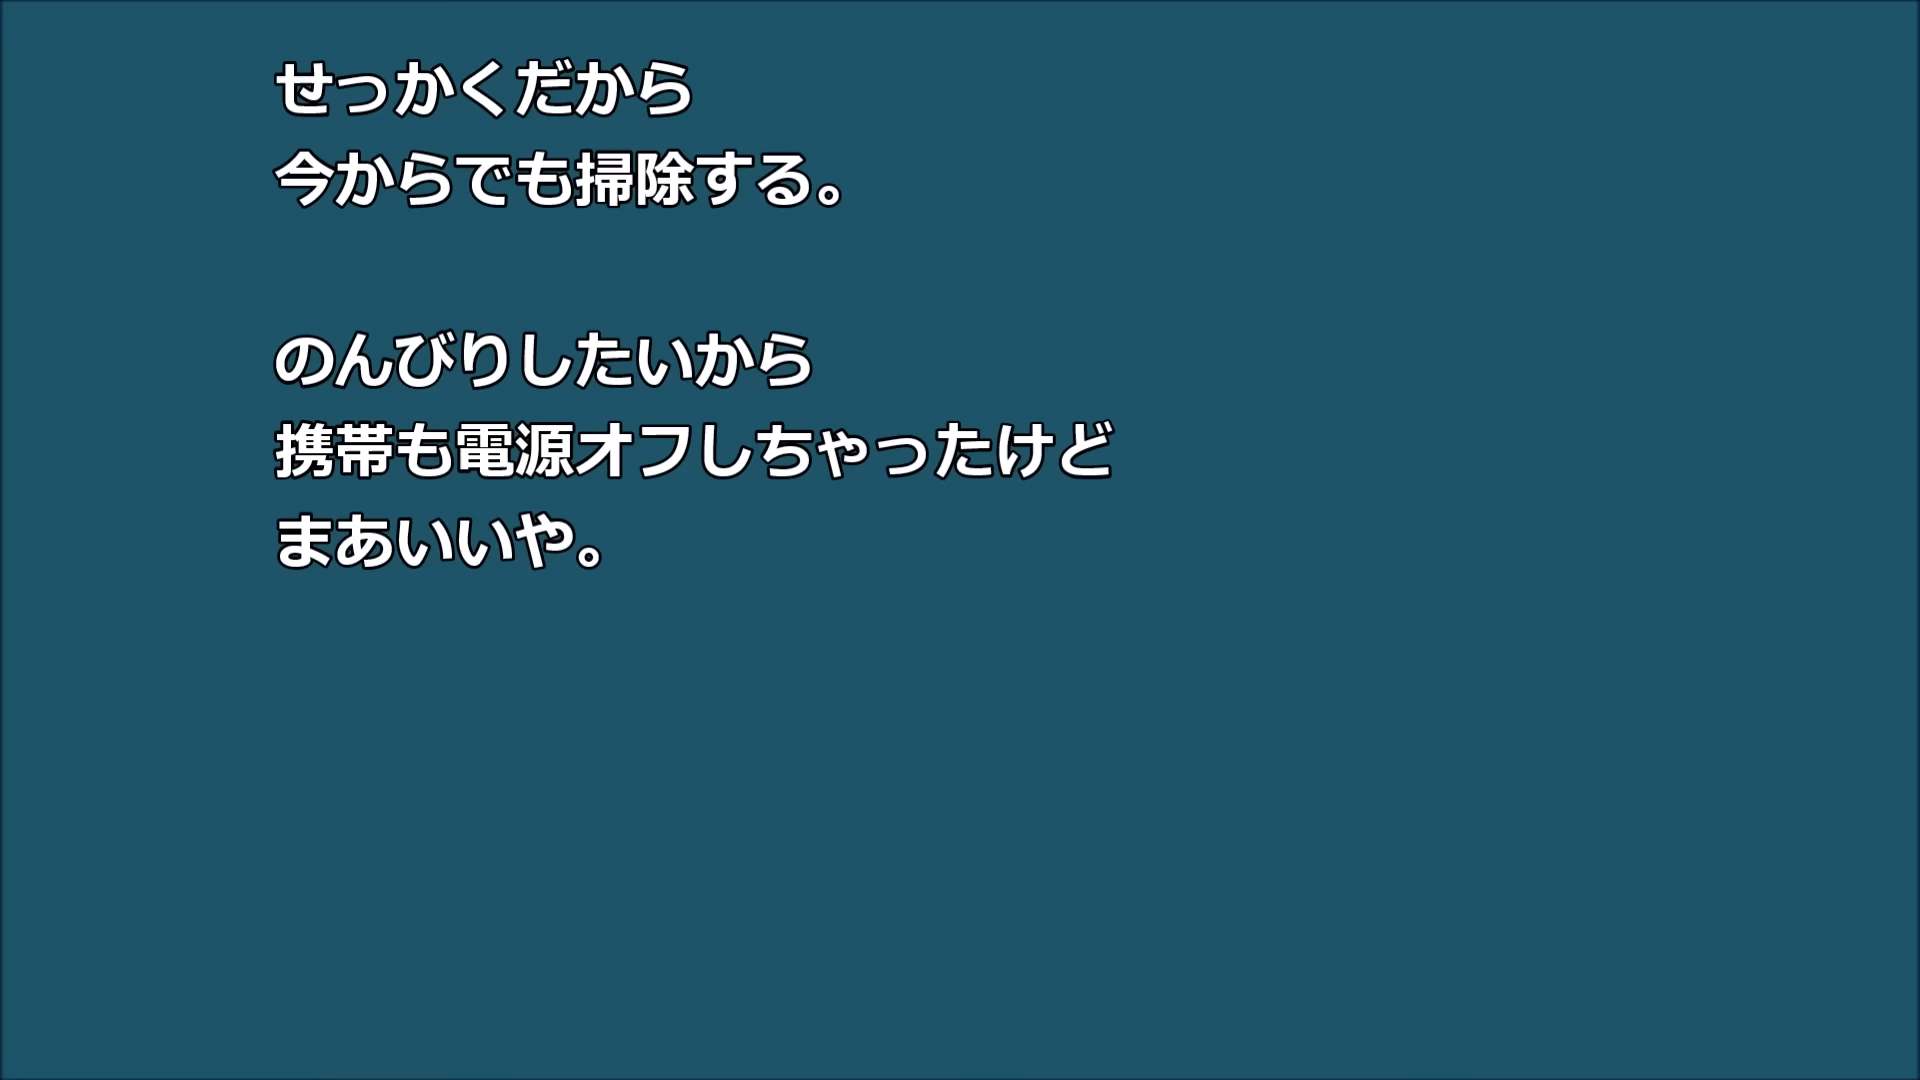 せっかくだから
今からでも掃除する。
のんびりしたいから
携帯も電源オフしちゃったけど
まあいいや。